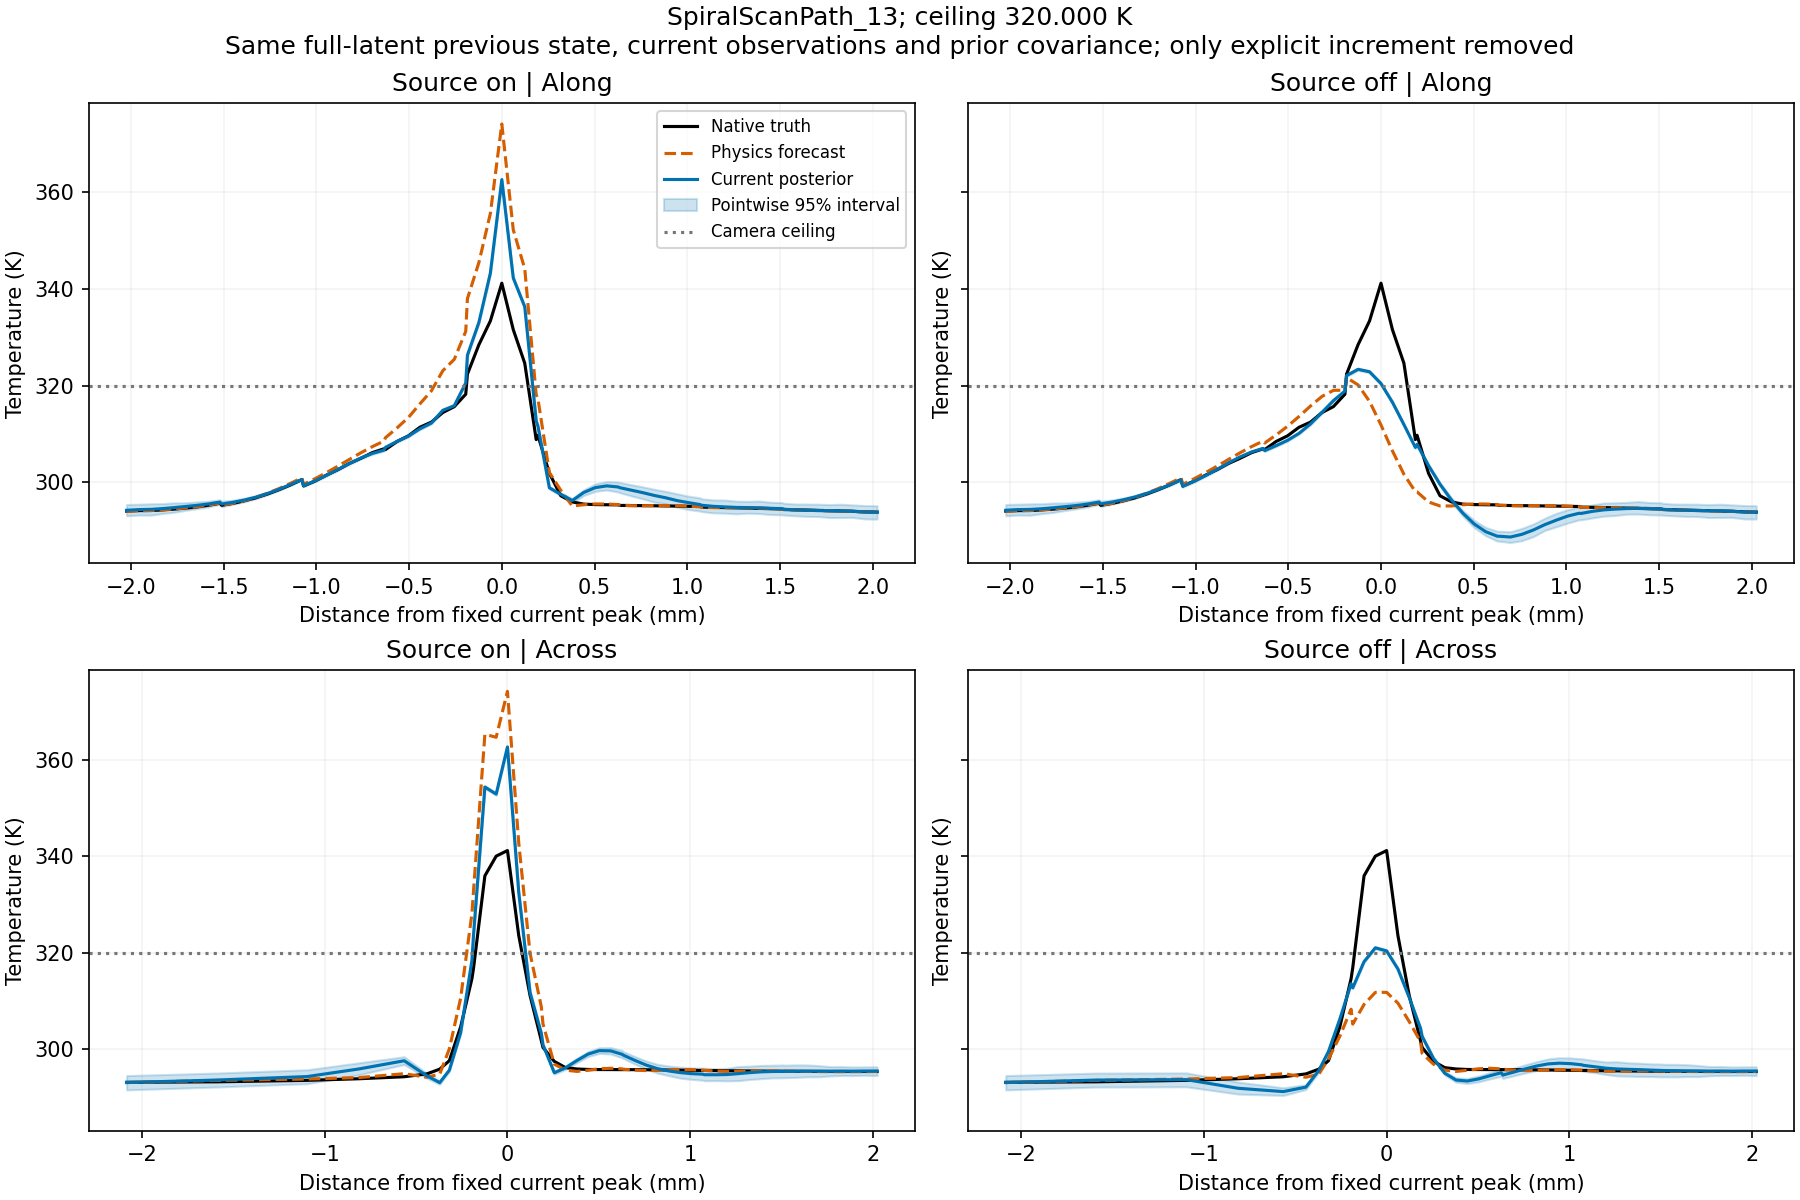 SpiralScanPath_13; ceiling 320.000 K
Same full-latent previous state, current observations and prior covariance; only explicit increment removed
Source on | Along
Native truth
Physics forecast
Current posterior
Pointwise 95% interval
Camera ceiling
Temperature (K)
360
340
320
300
−2.0 −1.5 −1.0 −0.5 0.0 0.5 1.0 1.5 2.0
Distance from fixed current peak (mm)
Source off | Along
Temperature (K)
−2.0 −1.5 −1.0 −0.5 0.0 0.5 1.0 1.5 2.0
Distance from fixed current peak (mm)
Source on | Across
Temperature (K)
360
340
320
300
−2 −1 0 1 2
Distance from fixed current peak (mm)
Source off | Across
Temperature (K)
−2 −1 0 1 2
Distance from fixed current peak (mm)